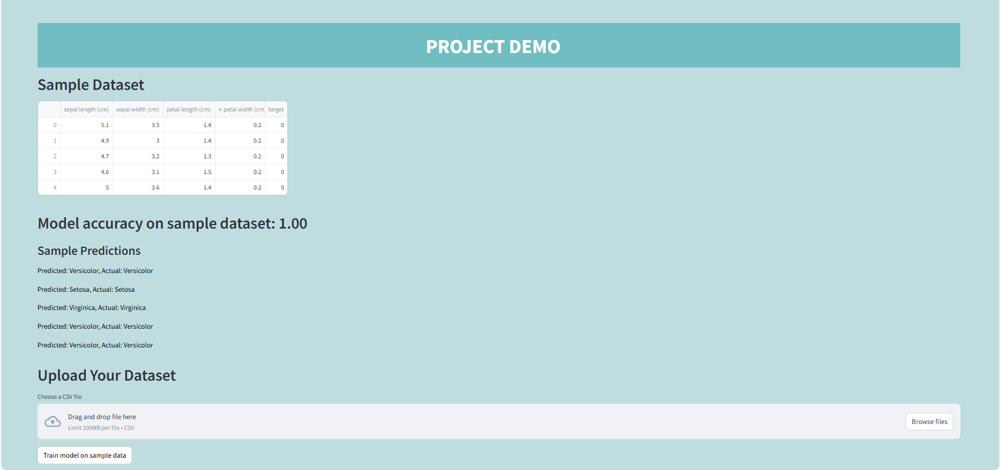 PROJECT DEMO
Sample Dataset
sepal length (cm) sepal width (cm) petal length (cm) ↑ petal width (cm target
0 5.1 3.5 1.4 0.2 0
1 4.9 3 1.4 0.2 0
2 4.7 3.2 1.3 0.2 0
3 4.6 3.1 1.5 0.2 0
4 5 3.6 1.4 0.2 0
Model accuracy on sample dataset: 1.00
Sample Predictions
Predicted: Versicolor, Actual: Versicolor
Predicted: Setosa, Actual: Setosa
Predicted: Virginica, Actual: Virginica
Predicted: Versicolor, Actual: Versicolor
Predicted: Versicolor, Actual: Versicolor
Upload Your Dataset
Choose a CSV file
Drag and drop file here
Limit 200MB per file • CSV
Browse files
Train model on sample data